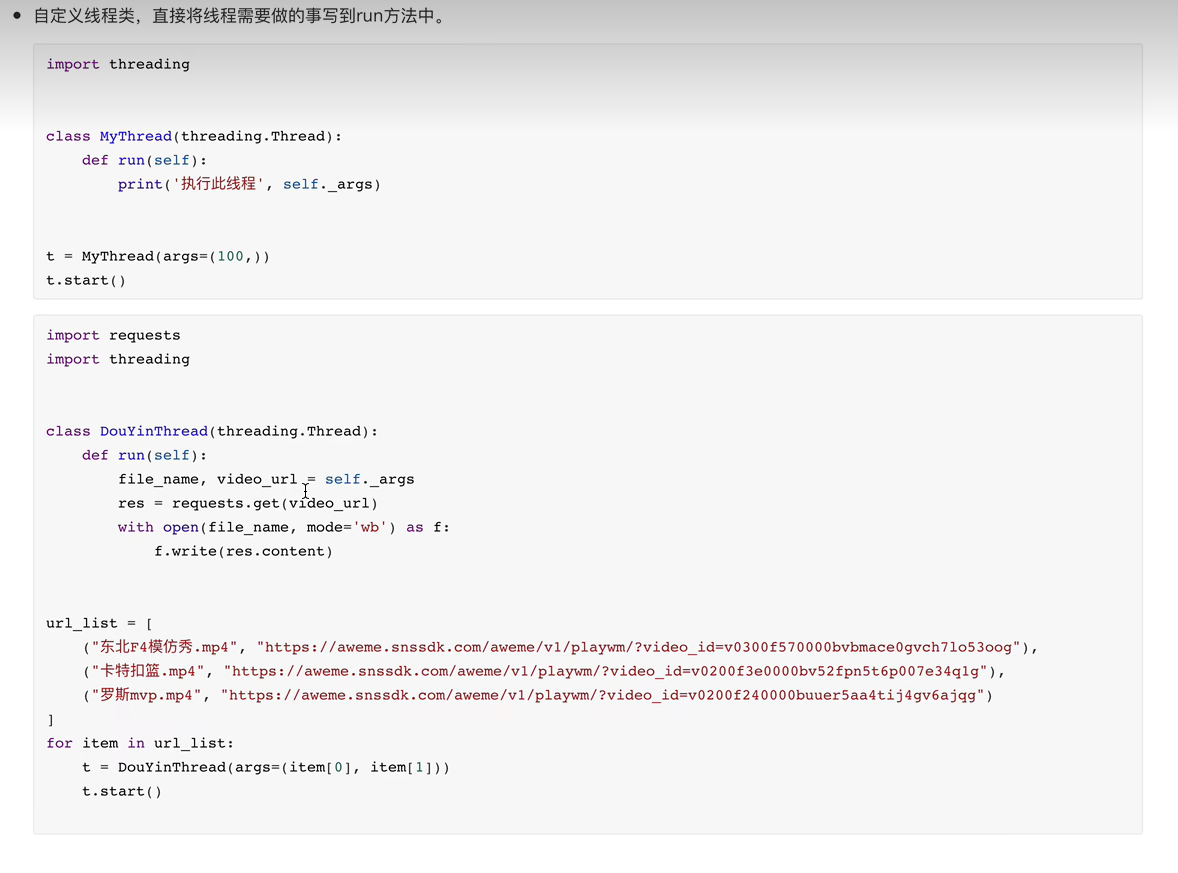 自定义线程类，直接将线程需要做的事写到run方法中。
import threading
class MyThread(threading.Thread):
    def run(self):
        print('执行此线程', self._args)
t = MyThread(args=(100,))
t.start()
import requests
import threading
class DouYinThread(threading.Thread):
    def run(self):
        file_name, video_url = self._args
        res = requests.get(video_url)
        with open(file_name, mode='wb') as f:
            f.write(res.content)
url_list = [
    ("东北F4模仿秀.mp4", "https://aweme.snssdk.com/aweme/v1/playwm/?video_id=v0300f570000bvbmace0gvch7lo53oog"),
    ("卡特扣篮.mp4", "https://aweme.snssdk.com/aweme/v1/playwm/?video_id=v0200f3e0000bv52fpn5t6p007e34q1g"),
    ("罗斯mvp.mp4", "https://aweme.snssdk.com/aweme/v1/playwm/?video_id=v0200f240000buuer5aa4tij4gv6ajqg")
]
for item in url_list:
    t = DouYinThread(args=(item[0], item[1]))
    t.start()